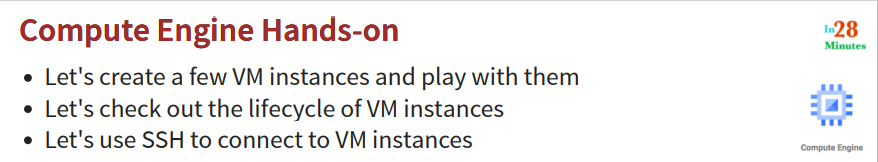 Compute Engine Hands-on
In28
Minutes
• Let's create a few VM instances and play with them
• Let's check out the lifecycle of VM instances
• Let's use SSH to connect to VM instances
Compute Engine